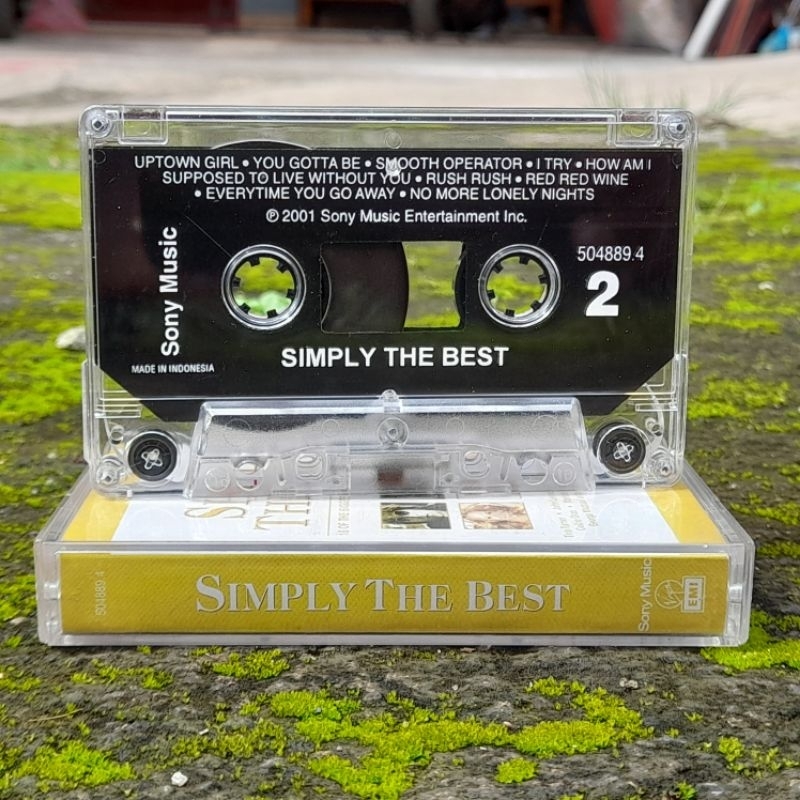 UPTOWN GIRL • YOU GOTTA BE • SMOOTH OPERATOR • I TRY • HOW AM I
SUPPOSED TO LIVE WITHOUT YOU • RUSH RUSH • RED RED WINE
• EVERYTIME YOU GO AWAY • NO MORE LONELY NIGHTS
℗ 2001 Sony Music Entertainment Inc.
Sony Music
504889.4
2
SIMPLY THE BEST
MADE IN INDONESIA
504889.4
SIMPLY THE BEST
Sony Music
Virgin
EMI